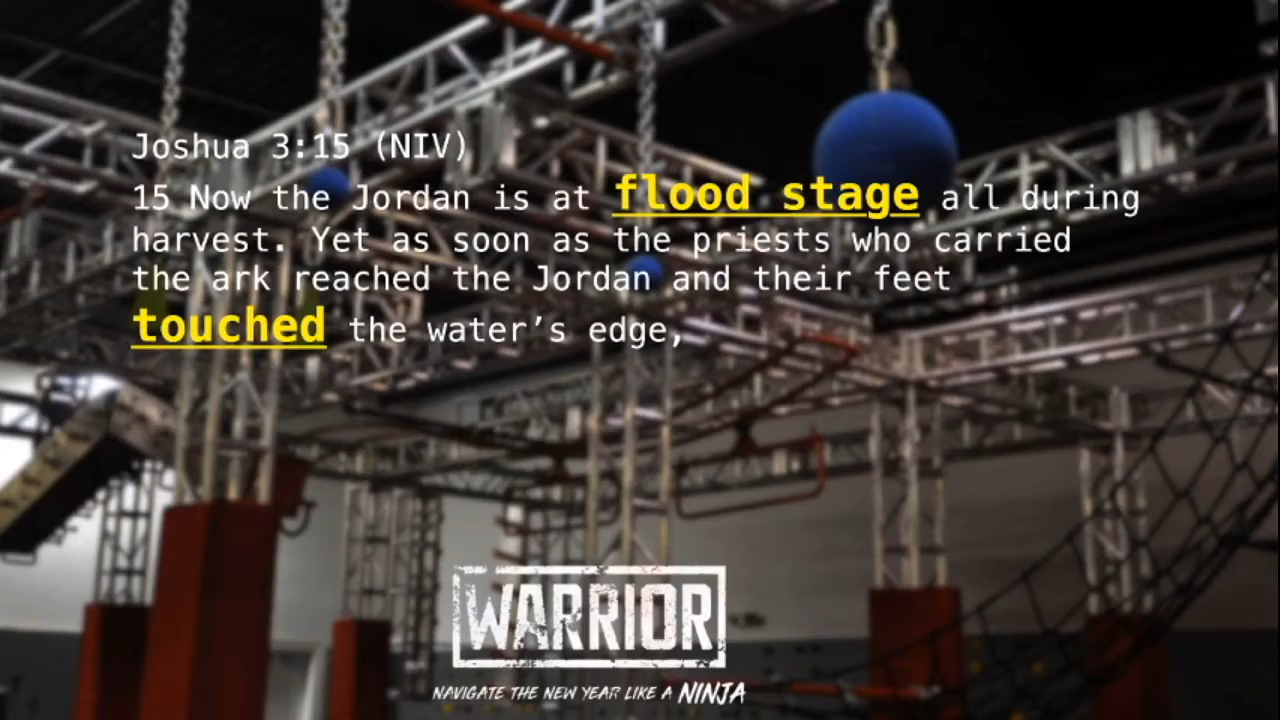 Joshua 3:15 (NIV)
15 Now the Jordan is at flood stage all during
harvest. Yet as soon as the priests who carried
the ark reached the Jordan and their feet
touched the water’s edge,
WARRIOR
NAVIGATE THE NEW YEAR LIKE A NINJA